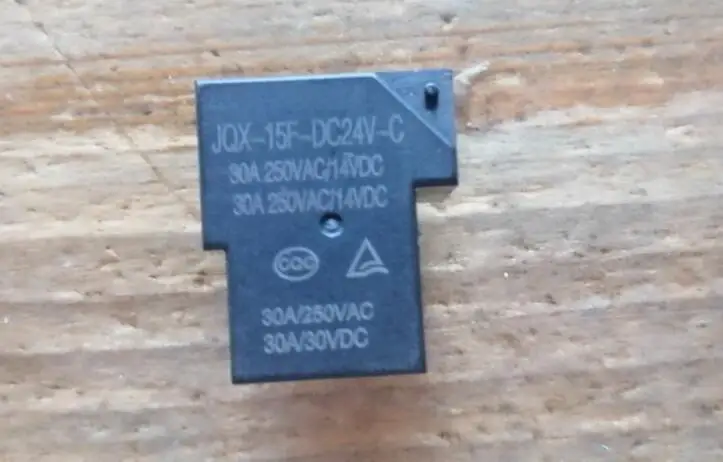 JQX-15F-DC24V-C
30A 250VAC/14VDC
30A 250VAC/14VDC
CQC
30A/250VAC
30A/30VDC